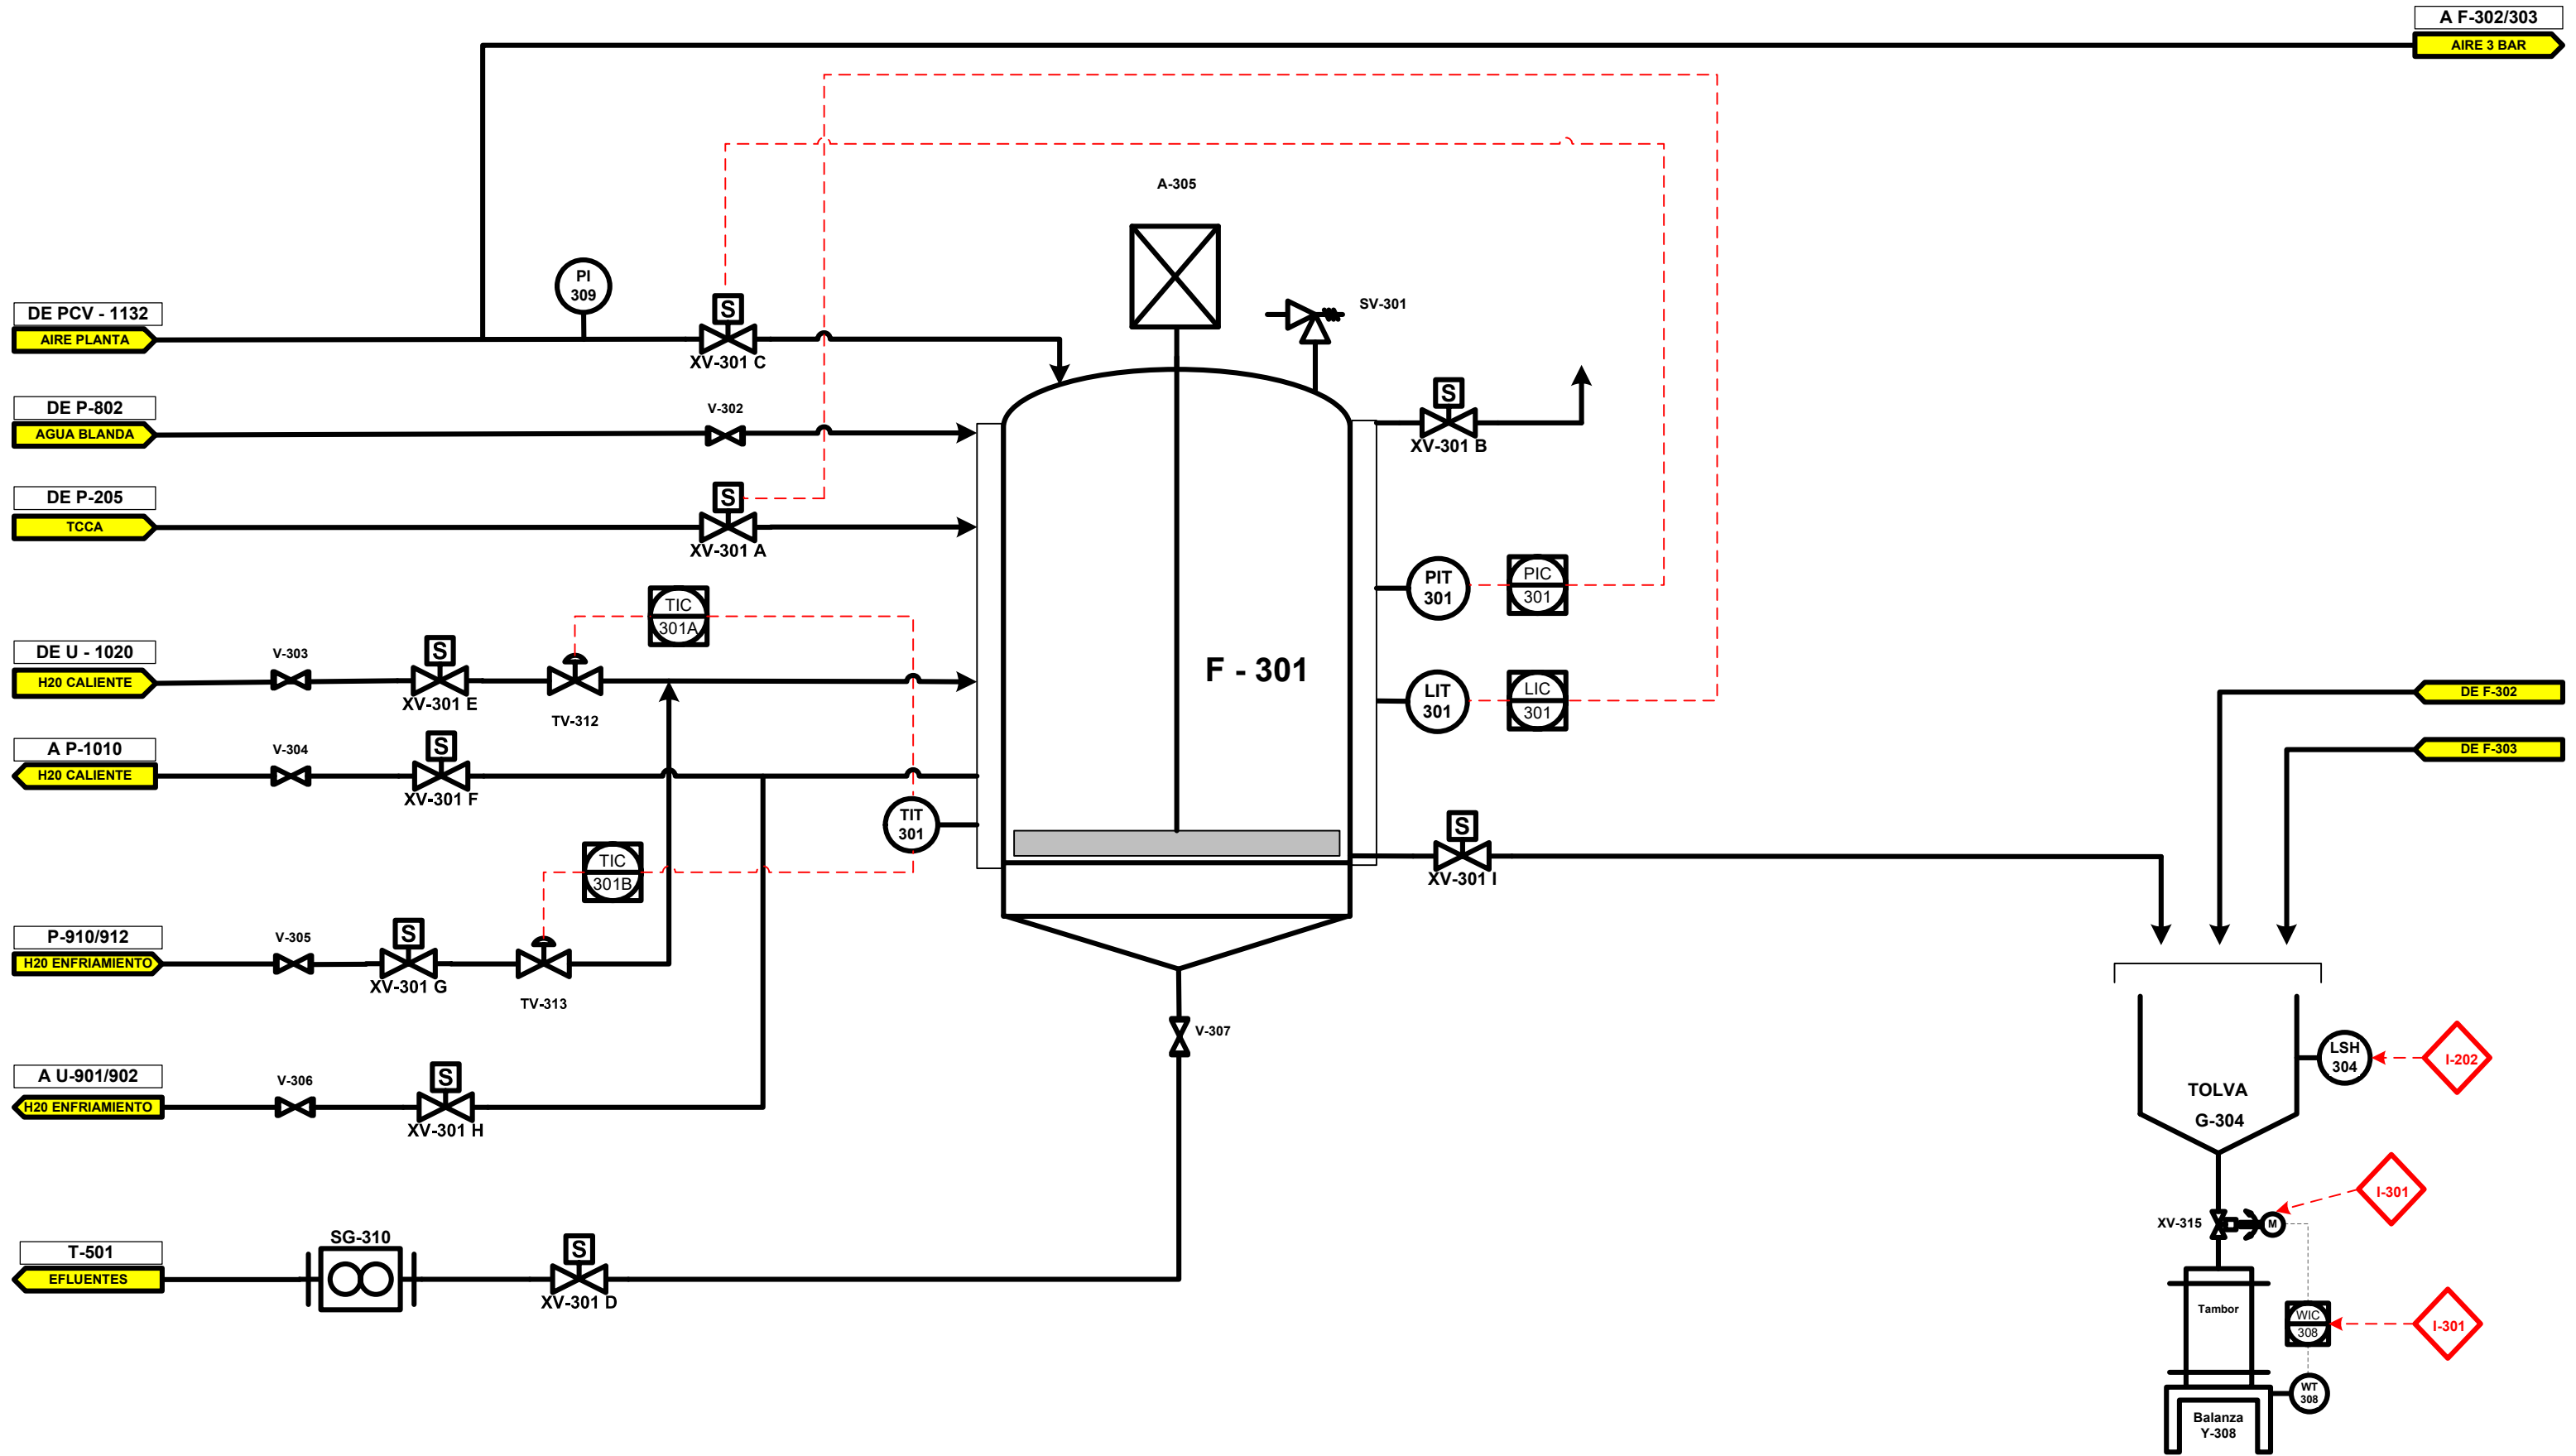 A F-302/303
AIRE 3 BAR
A-305
PI
309
SV-301
DE PCV - 1132
AIRE PLANTA
S
XV-301 C
DE P-802
AGUA BLANDA
V-302
S
XV-301 B
DE P-205
TCCA
S
XV-301 A
TIC
301A
PIT
301
PIC
301
DE U - 1020
H20 CALIENTE
V-303
S
XV-301 E
TV-312
F - 301
LIT
301
LIC
301
DE F-302
A P-1010
H20 CALIENTE
V-304
S
XV-301 F
DE F-303
TIT
301
TIC
301B
S
XV-301 I
P-910/912
H20 ENFRIAMIENTO
V-305
S
XV-301 G
TV-313
V-307
A U-901/902
H20 ENFRIAMIENTO
V-306
S
XV-301 H
TOLVA
G-304
LSH
304
I-202
I-301
XV-315
M
T-501
EFLUENTES
SG-310
S
XV-301 D
Tambor
WIC
308
I-301
WT
308
Balanza
Y-308